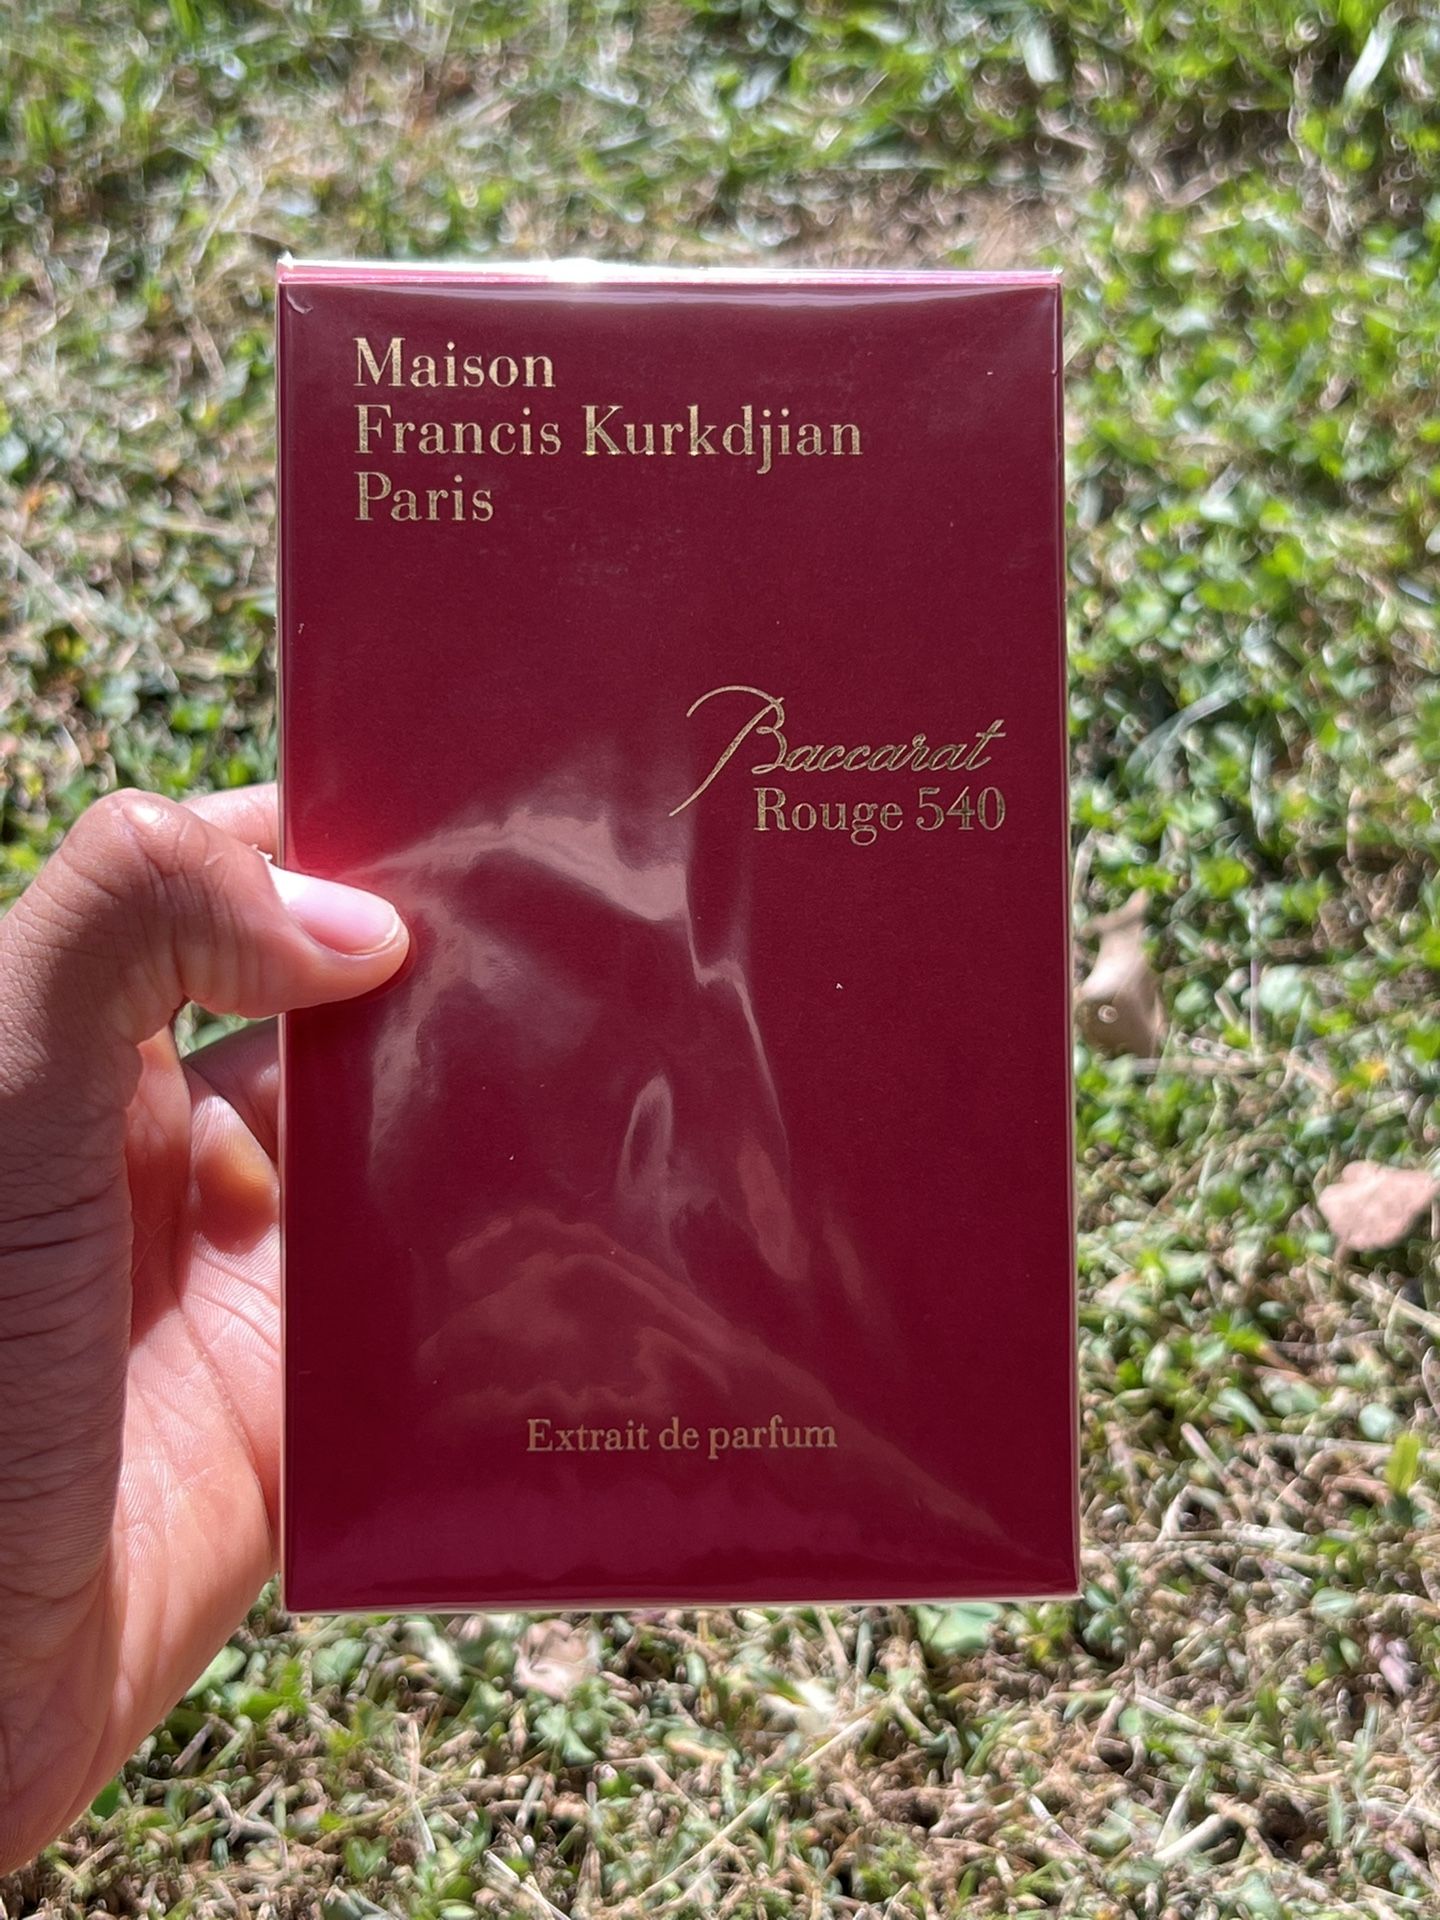 Maison
Francis Kurkdjian
Paris
Baccarat
Rouge 540
Extrait de parfum